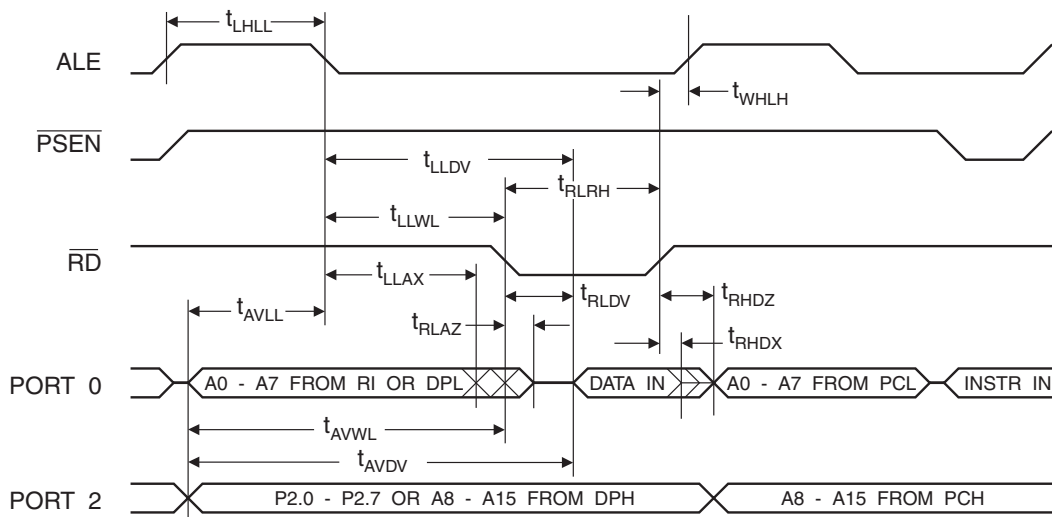 tLHLL
ALE
tWHLH
PSEN
tLLDV
tRLRH
tLLWL
RD
tLLAX
tRLDV
tRHDZ
tAVLL
tRLAZ
tRHDX
PORT 0
A0 - A7 FROM RI OR DPL
DATA IN
A0 - A7 FROM PCL
INSTR IN
tAVWL
tAVDV
PORT 2
P2.0 - P2.7 OR A8 - A15 FROM DPH
A8 - A15 FROM PCH